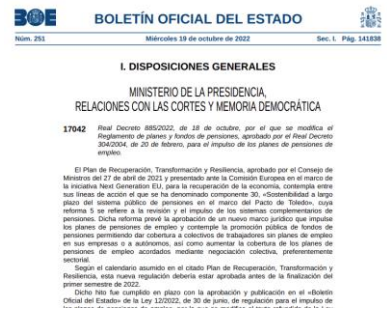 BOE
BOLETÍN OFICIAL DEL ESTADO
Núm. 251 Miércoles 19 de octubre de 2022 Sec. I. Pág. 141838
I. DISPOSICIONES GENERALES
MINISTERIO DE LA PRESIDENCIA,
RELACIONES CON LAS CORTES Y MEMORIA DEMOCRÁTICA
17042 Real Decreto 885/2022, de 18 de octubre, por el que se modifica el
Reglamento de planes y fondos de pensiones, aprobado por el Real Decreto
304/2004, de 20 de febrero, para el impulso de los planes de pensiones de
empleo.
El Plan de Recuperación, Transformación y Resiliencia, aprobado por el Consejo de
Ministros del 27 de abril de 2021 y presentado ante la Comisión Europea en el marco de
la iniciativa Next Generation EU, para la recuperación de la economía, contempla entre
sus líneas de acción el que se ha denominado componente 30, «Sostenibilidad a largo
plazo del sistema público de pensiones en el marco del Pacto de Toledo», cuya
reforma 5 se refiere a la revisión y el impulso de los sistemas complementarios de
pensiones. Dicha reforma prevé la aprobación de un nuevo marco jurídico que impulse
los planes de pensiones de empleo y contemple la promoción pública de fondos de
pensiones permitiendo dar cobertura a colectivos de trabajadores sin planes de empleo
en sus empresas o a autónomos, así como aumentar la cobertura de los planes de
pensiones de empleo acordados mediante negociación colectiva, preferentemente
sectorial.
Según el calendario asumido en el citado Plan de Recuperación, Transformación y
Resiliencia, esta nueva regulación debería estar aprobada antes de la finalización del
primer semestre de 2022.
Dicho hito fue cumplido en plazo con la aprobación y publicación en el «Boletín
Oficial del Estado» de la Ley 12/2022, de 30 de junio, de regulación para el impulso de